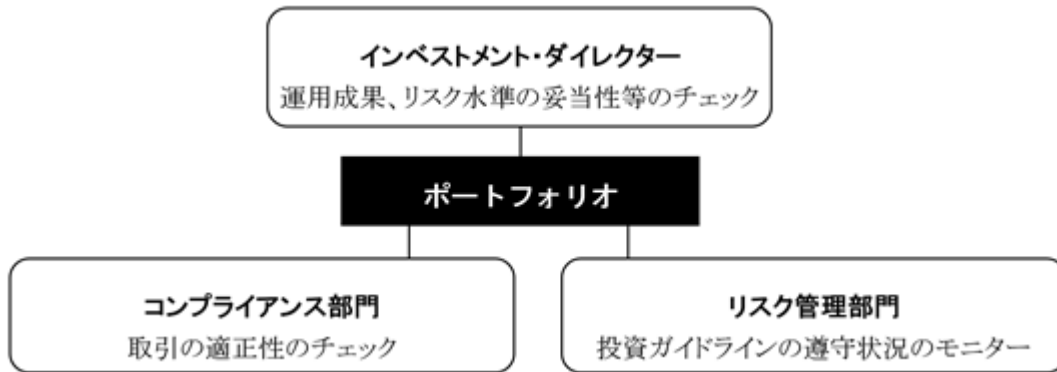 インベストメント・ダイレクター
運用成果、リスク水準の妥当性等のチェック
ポートフォリオ
コンプライアンス部門
取引の適正性のチェック
リスク管理部門
投資ガイドラインの遵守状況のモニター